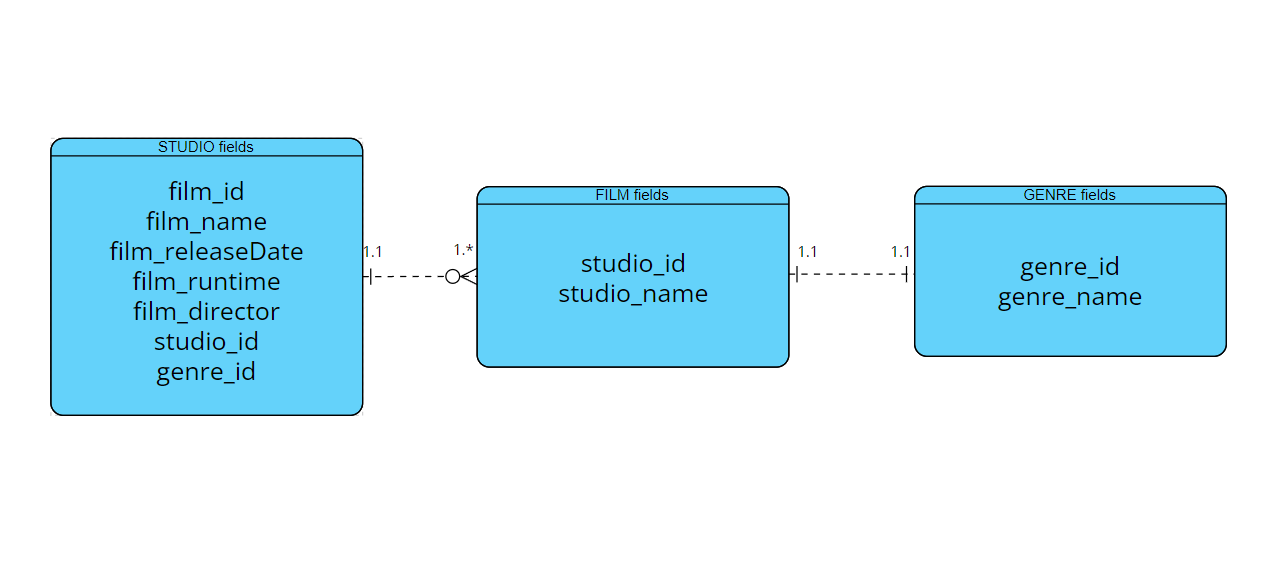 STUDIO fields
film_id
film_name
film_releaseDate
film_runtime
film_director
studio_id
genre_id
1.1
1.*
FILM fields
studio_id
studio_name
1.1
1.1
GENRE fields
genre_id
genre_name